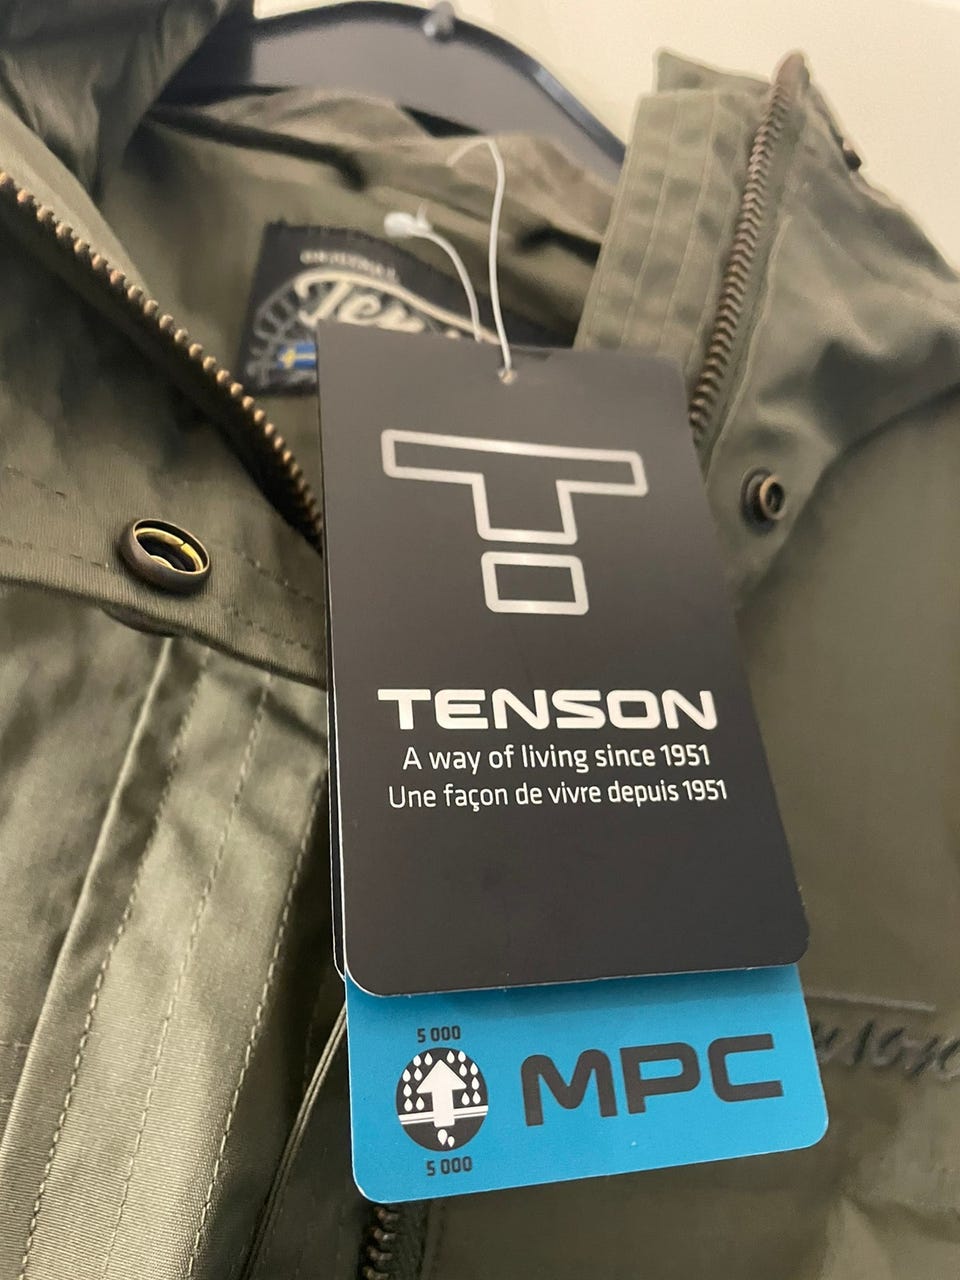 TENSON
A way of living since 1951
Une façon de vivre depuis 1951
5 000
MPC
5 000